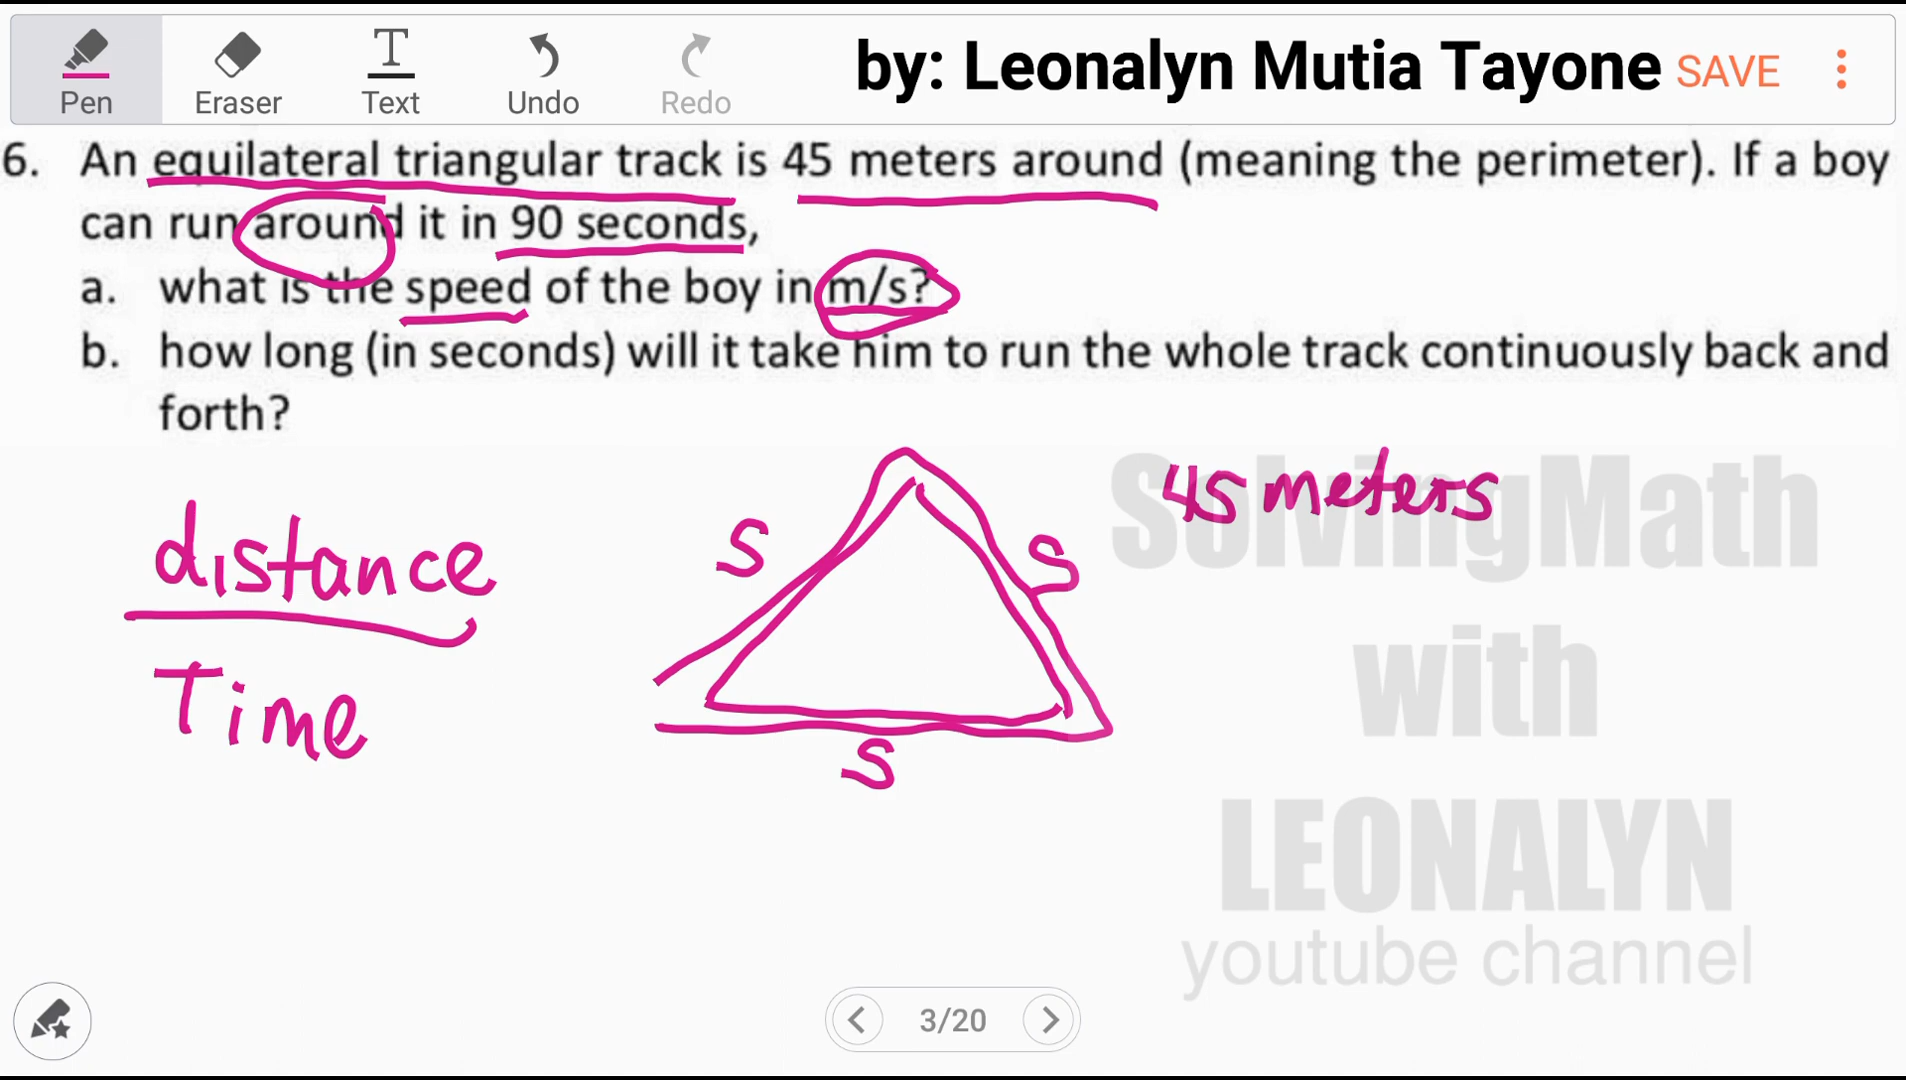 Pen Eraser Text Undo Redo by: Leonalyn Mutia Tayone SAVE
6. An equilateral triangular track is 45 meters around (meaning the perimeter). If a boy
can run around it in 90 seconds,
a. what is the speed of the boy in m/s?
b. how long (in seconds) will it take him to run the whole track continuously back and
forth?
45 meters
SolvingMath
distance
S S
Time
with
S
LEONALYN
youtube channel
3/20